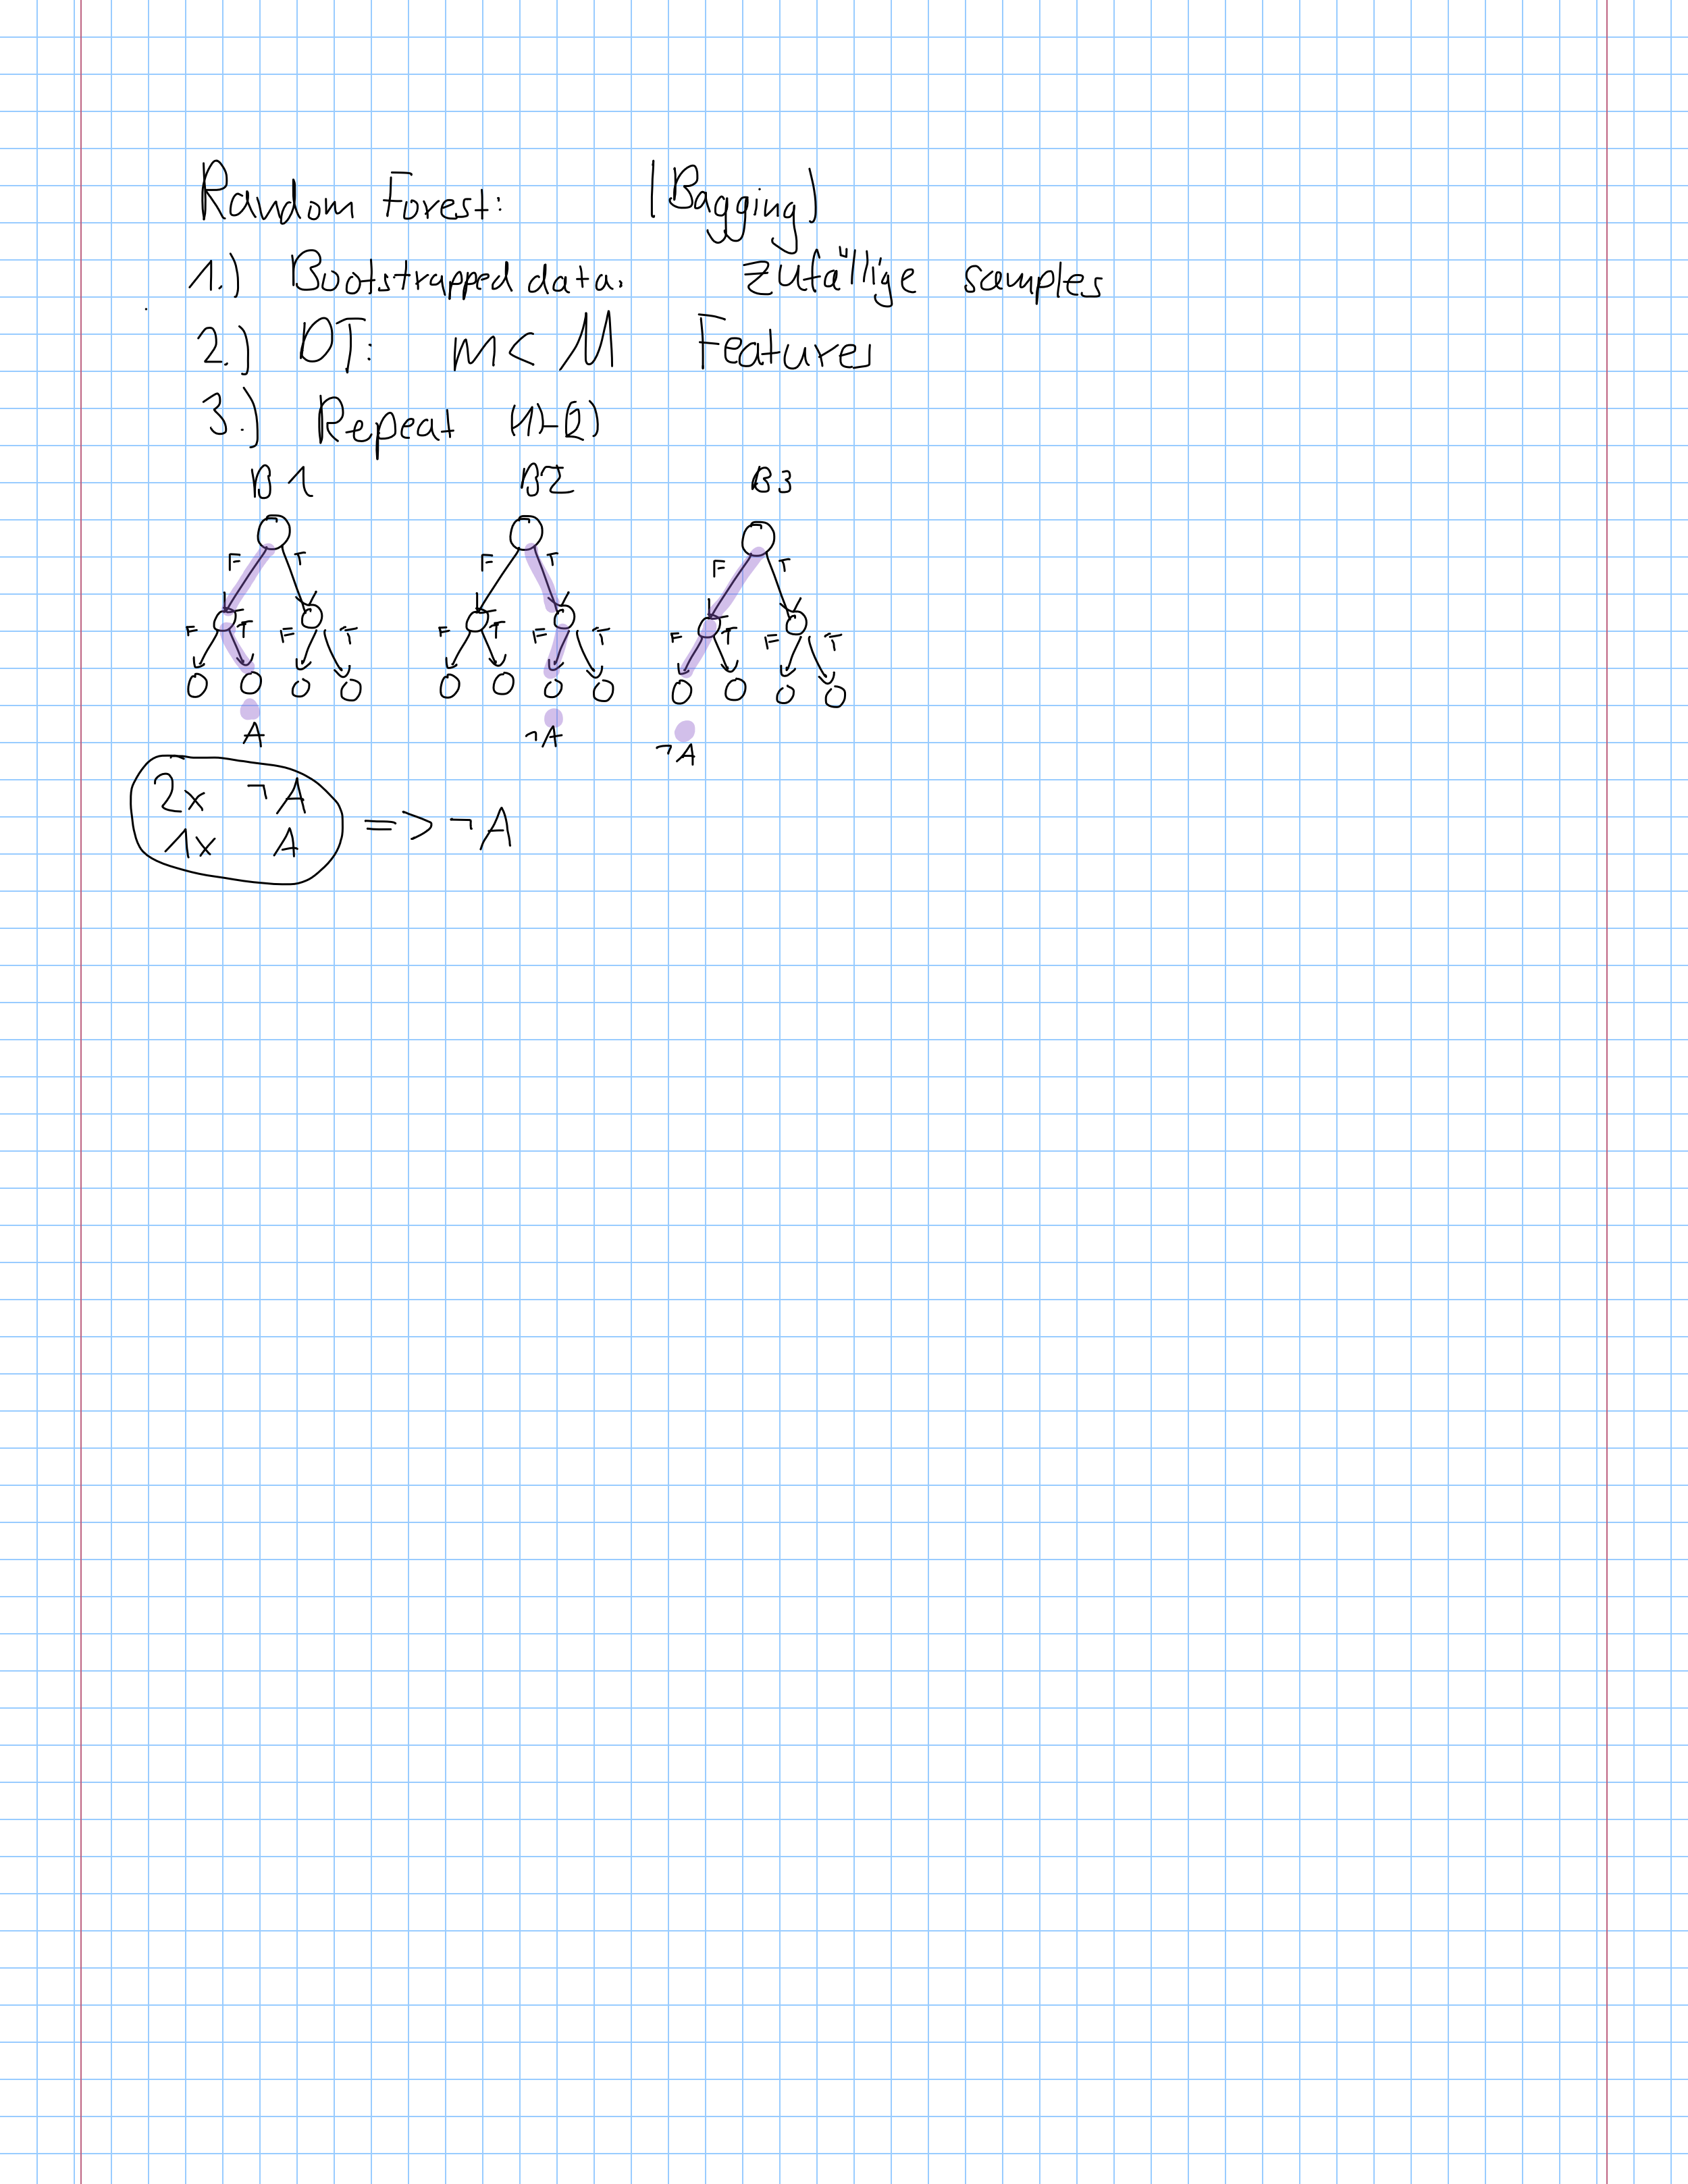 Random Forest: (Bagging)
1.) Bootstrapped data. zufällige samples
2.) DT: m < M Features
3.) Repeat (1)-(2)
B1 B2 B3
F T F T F T
F T F T F T F T F T F T
A ¬A ¬A
2x ¬A
1x A
=> ¬A